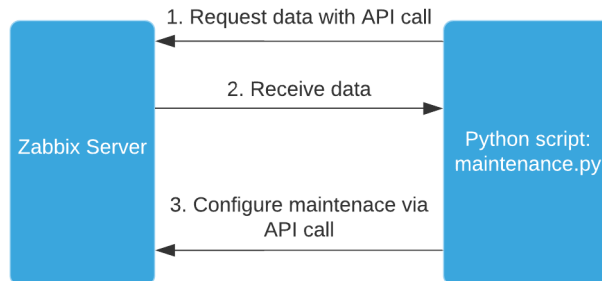 1. Request data with API call
2. Receive data
Zabbix Server
Python script:
maintenance.py
3. Configure maintenace via
API call